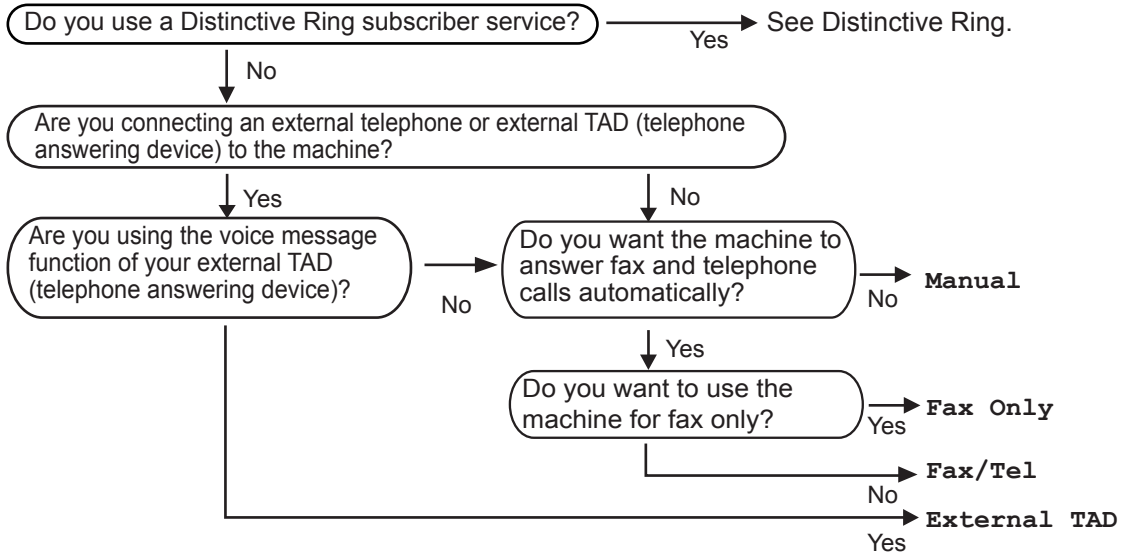 Do you use a Distinctive Ring subscriber service?
Yes
See Distinctive Ring.
No
Are you connecting an external telephone or external TAD (telephone
answering device) to the machine?
Yes
No
Are you using the voice message
function of your external TAD
(telephone answering device)?
No
Do you want the machine to
answer fax and telephone
calls automatically?
No
Manual
Yes
Do you want to use the
machine for fax only?
Yes
Fax Only
No
Fax/Tel
Yes
External TAD